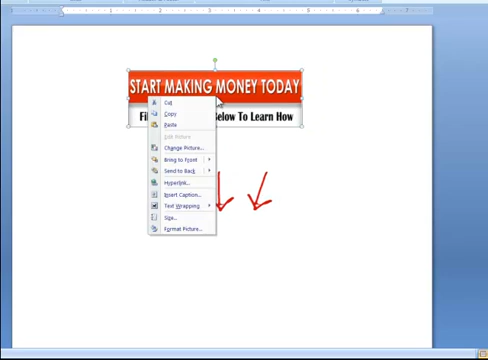 START MAKING MONEY TODAY
Below To Learn How
Cut
Copy
Paste
Edit Picture
Change Picture...
Bring to Front
Send to Back
Hyperlink...
Insert Caption...
Text Wrapping
Size...
Format Picture...